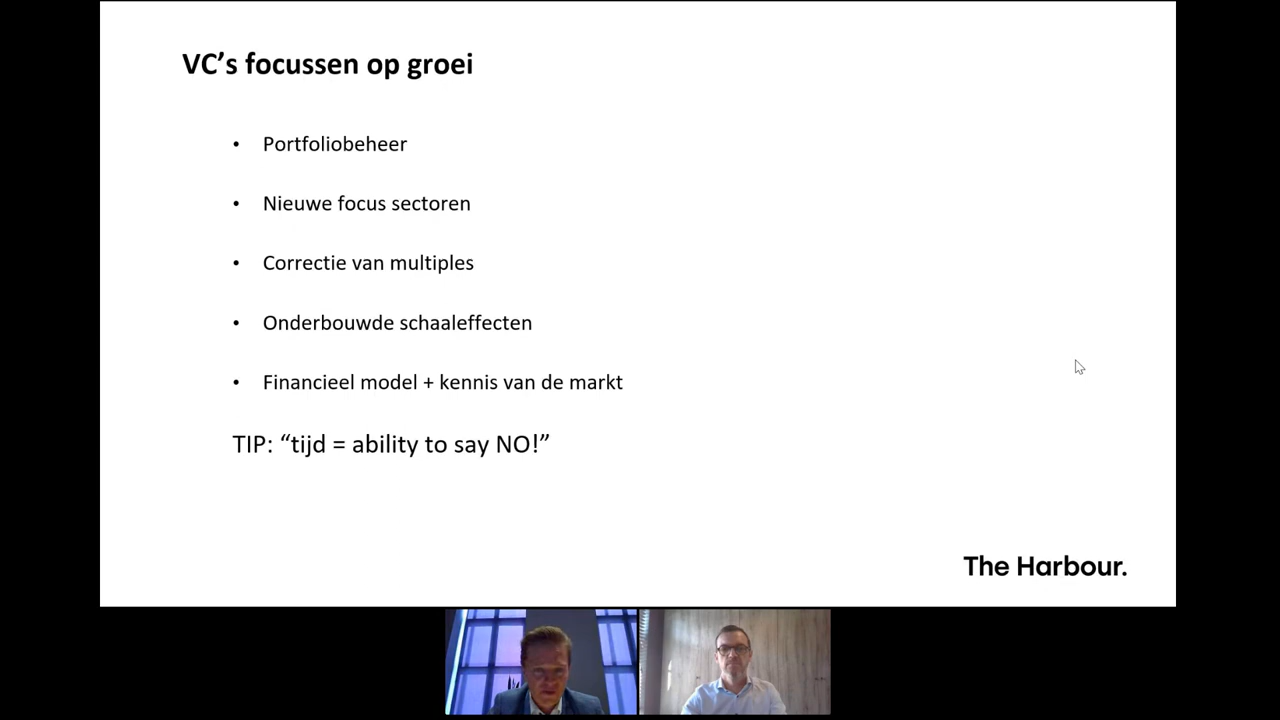 VC’s focussen op groei
• Portfoliobeheer
• Nieuwe focus sectoren
• Correctie van multiples
• Onderbouwde schaaleffecten
• Financieel model + kennis van de markt
TIP: “tijd = ability to say NO!”
The Harbour.